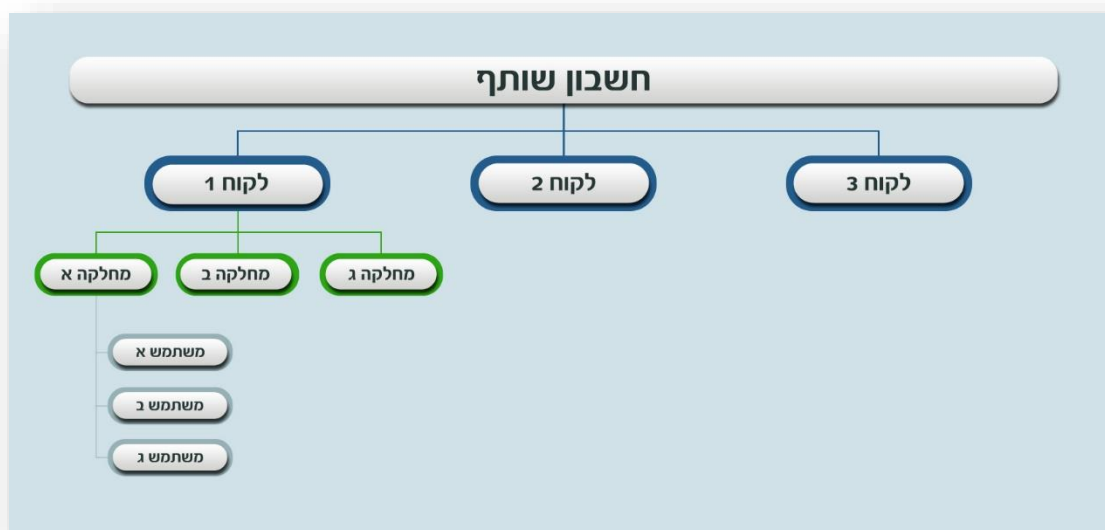 חשבון שותף
לקוח 1
לקוח 2
לקוח 3
מחלקה א
מחלקה ב
מחלקה ג
משתמש א
משתמש ב
משתמש ג